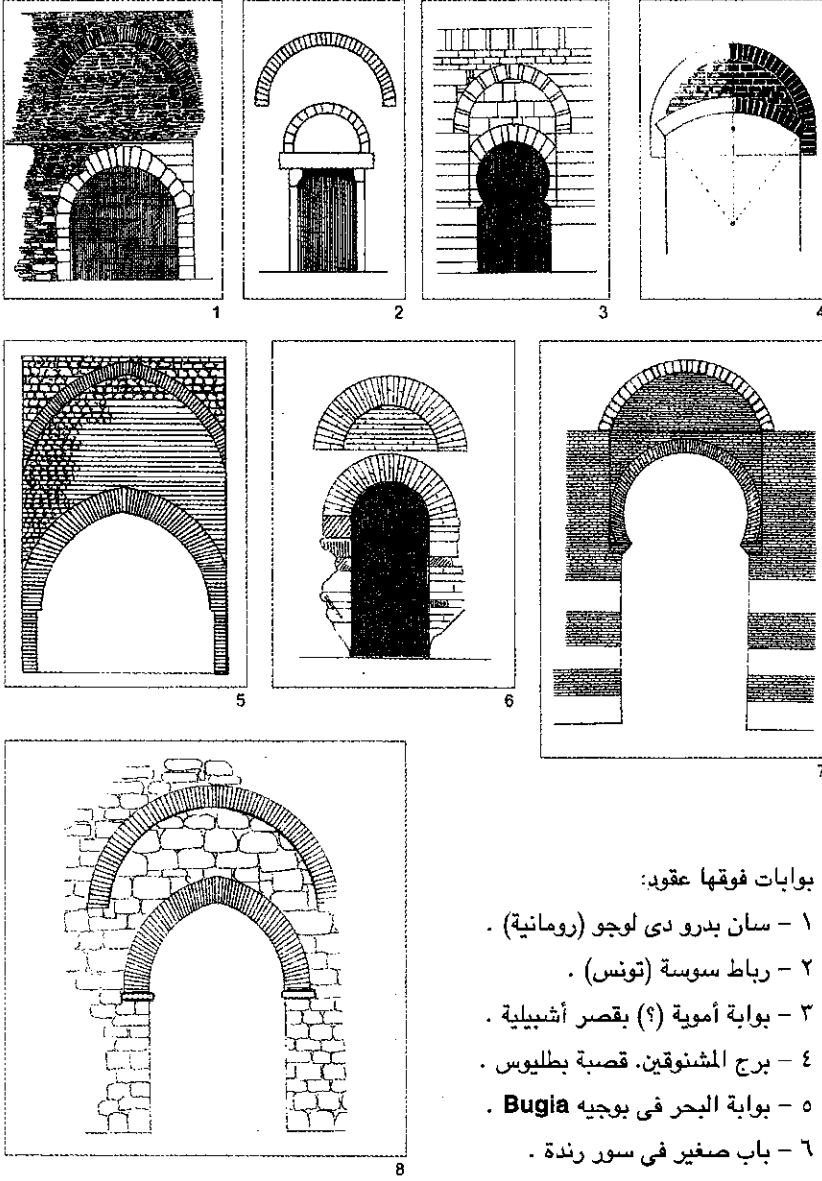 1
2
3
4
5
6
7
8
بوابات فوقها عقود:
١ – سان بدرو دى لوجو (رومانية) .
٢ – رباط سوسة (تونس) .
٣ – بوابة أموية (؟) بقصر أشبيلية .
٤ – برج المشنوقين. قصبة بطليوس .
٥ – بوابة البحر فى بوجيه Bugia .
٦ – باب صغير فى سور رندة .